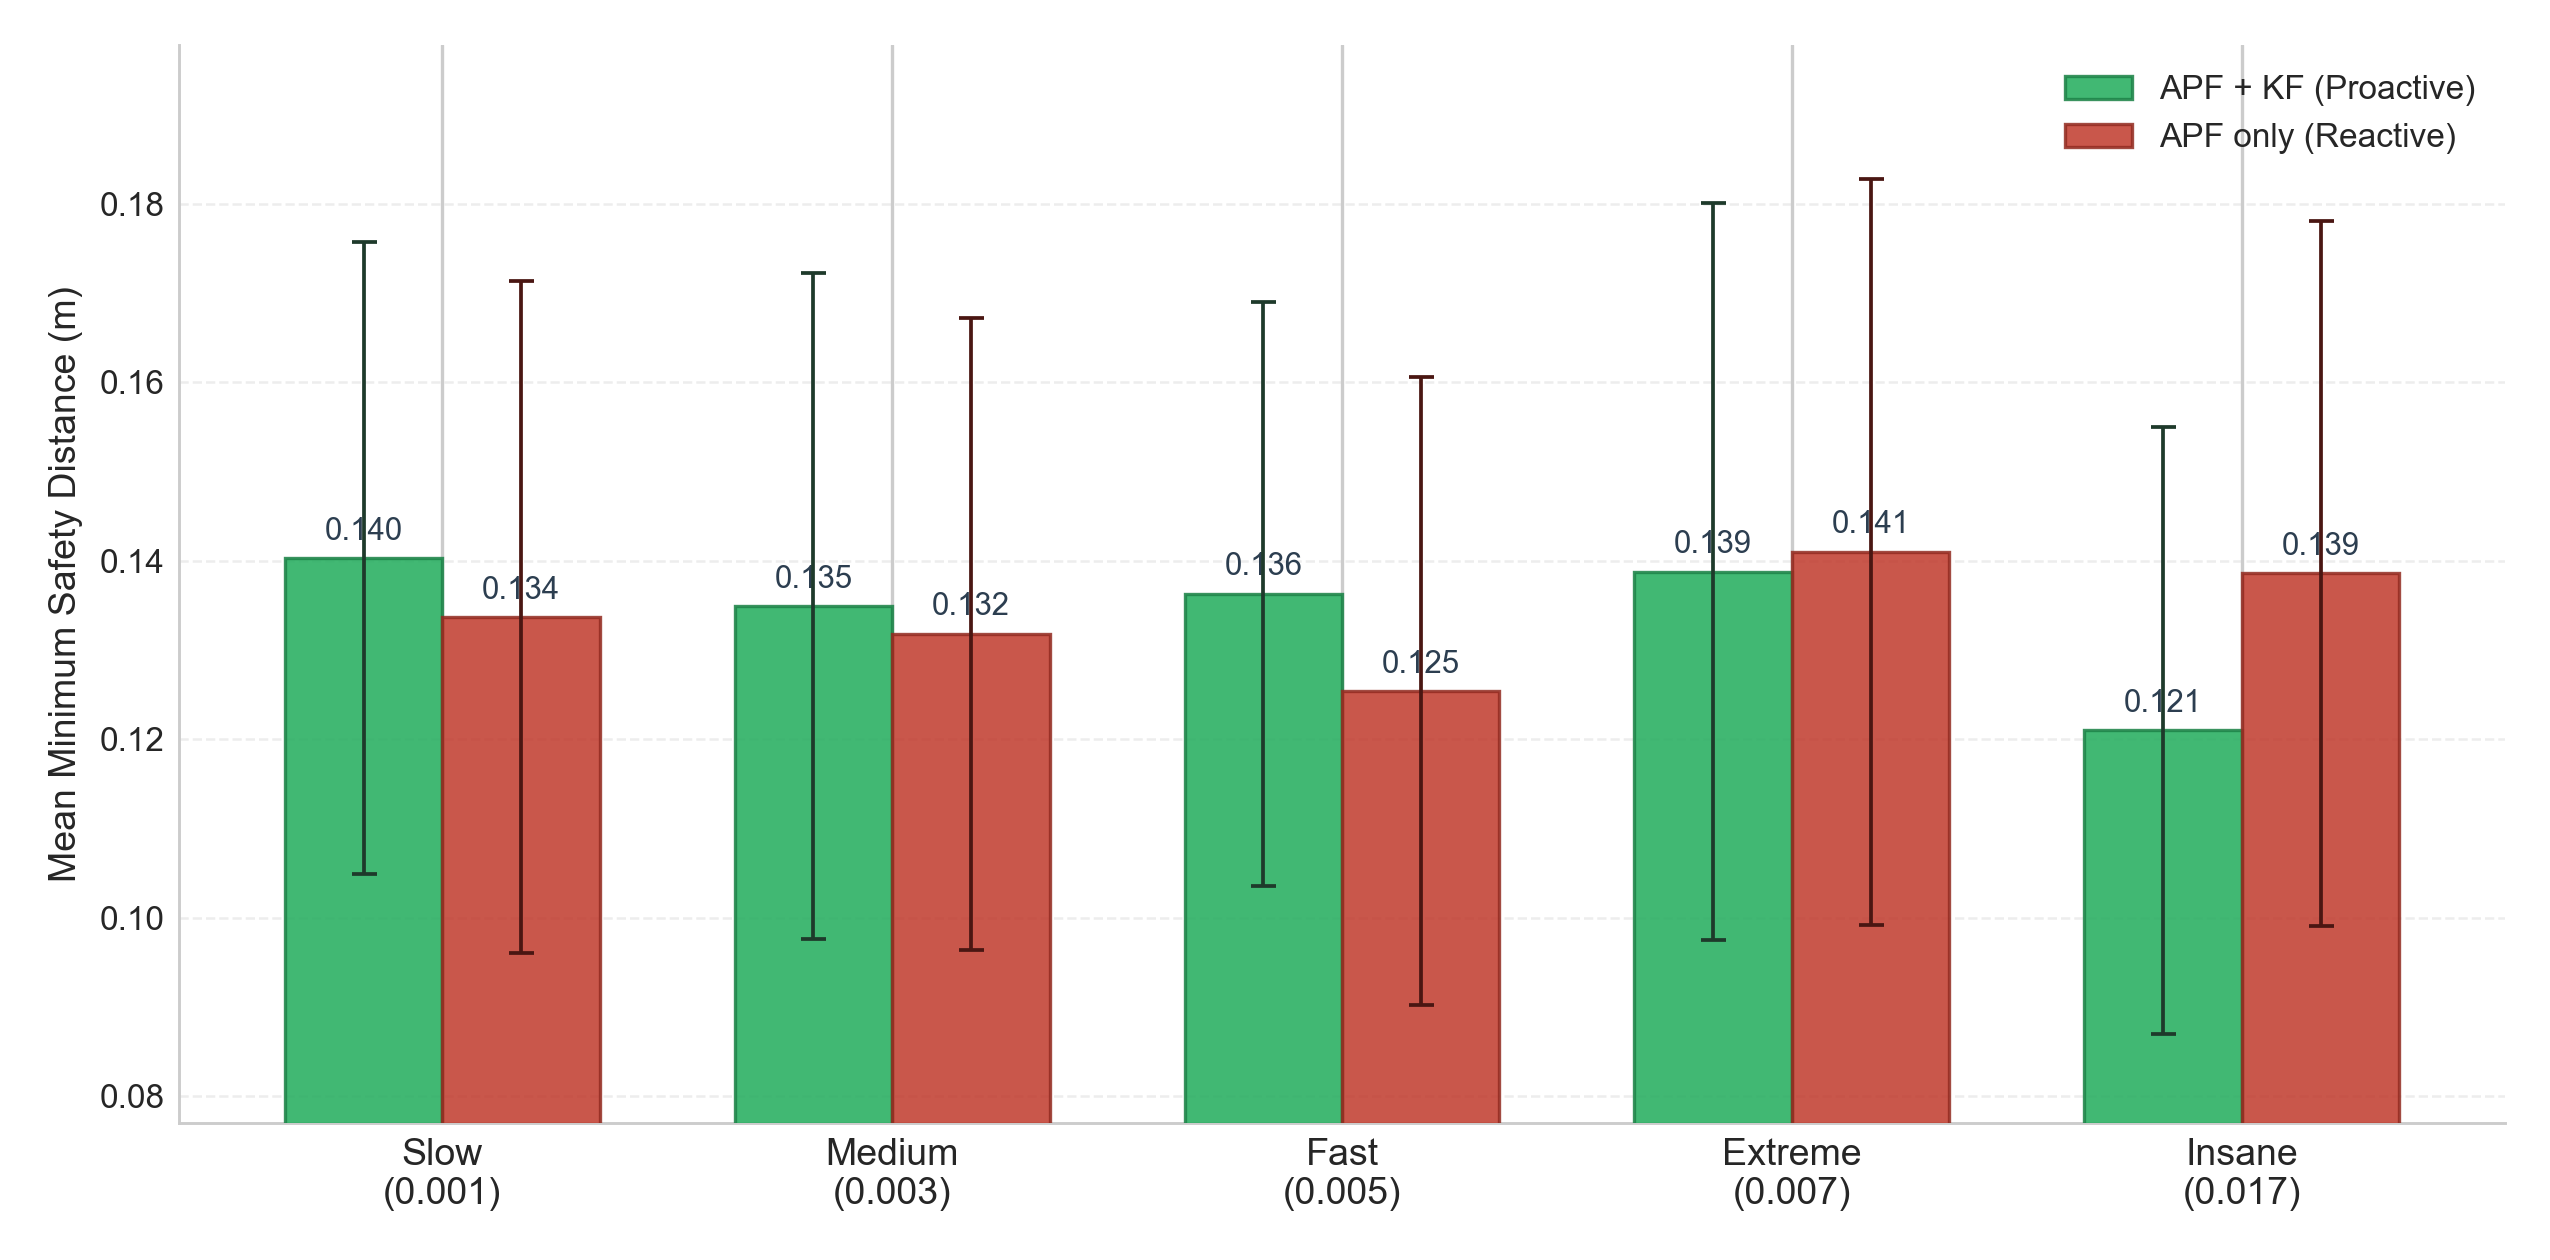 APF + KF (Proactive)
APF only (Reactive)
Mean Minimum Safety Distance (m)
0.18
0.16
0.14
0.12
0.10
0.08
0.140
0.134
0.135
0.132
0.136
0.125
0.139
0.141
0.121
0.139
Slow
(0.001)
Medium
(0.003)
Fast
(0.005)
Extreme
(0.007)
Insane
(0.017)